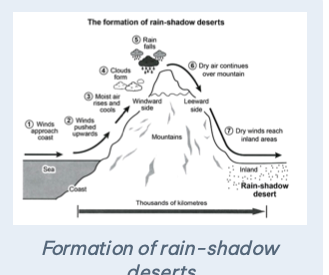 The formation of rain-shadow deserts
⑤ Rain
falls
④ Clouds
form
⑥ Dry air continues
over mountain
③ Moist air
rises and
cools
Windward
side
Leeward
side
① Winds
approach
coast
② Winds
pushed
upwards
⑦ Dry winds reach
inland areas
Mountains
Sea
Inland
Coast
Rain-shadow
desert
Thousands of kilometres
Formation of rain-shadow
deserts